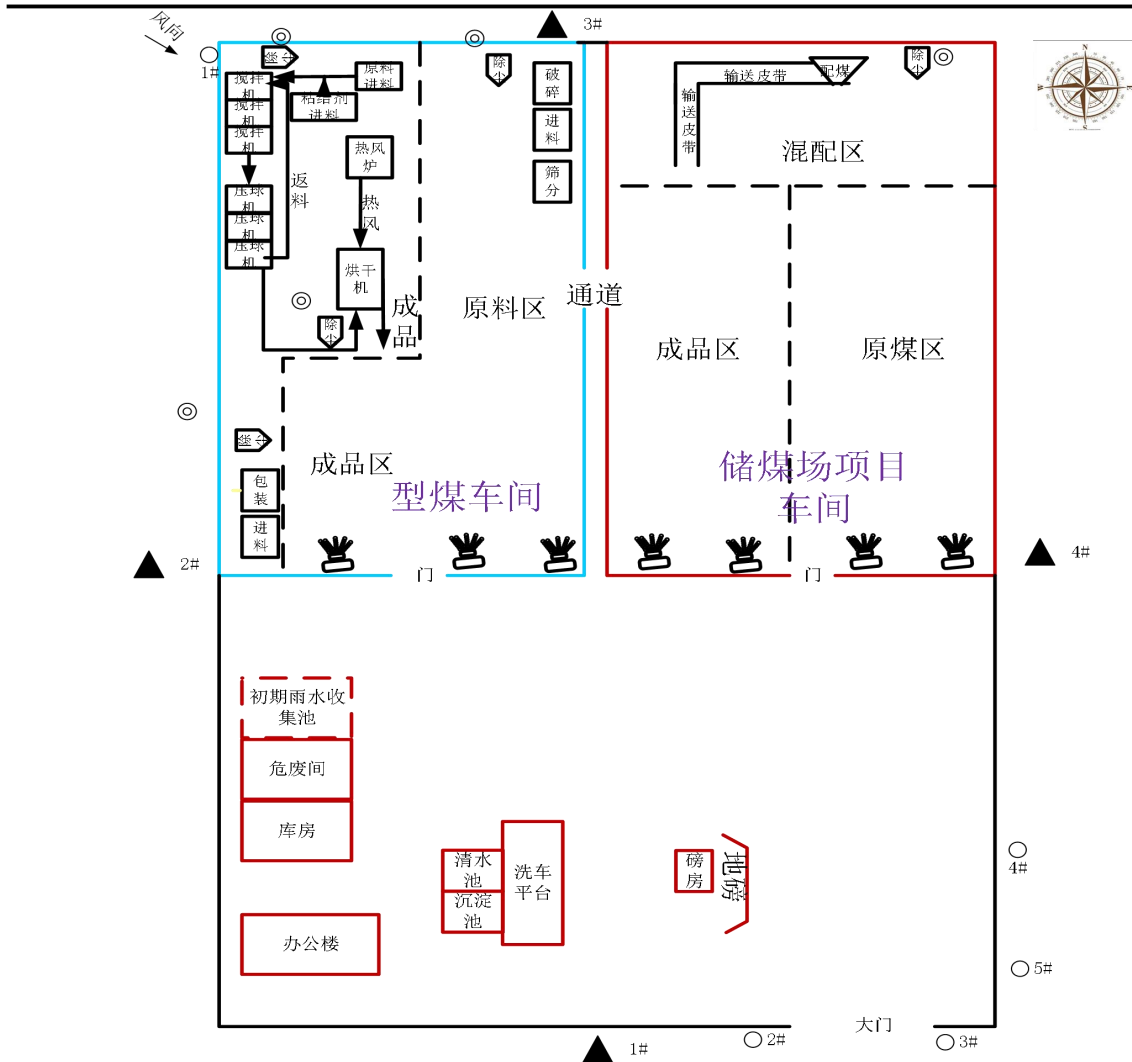 风向
3#
1#
除尘
原料
进料
粘结剂
进料
搅拌
机
搅拌
机
搅拌
机
热风
炉
返
料
热
风
压球
机
压球
机
压球
机
烘干
机
成
品
除
尘
除
尘
破
碎
进
料
筛
分
原料区
通道
除
尘
配煤
输送皮带
输
送
皮
带
混配区
成品区
原煤区
N
E
S
W
除尘
包
装
进
料
成品区
型煤车间
储煤场项目
车间
2#
4#
门
门
初期雨水收
集池
危废间
库房
办公楼
清水
池
沉淀
池
洗车
平台
磅
房
地磅
4#
5#
大门
1#
2#
3#